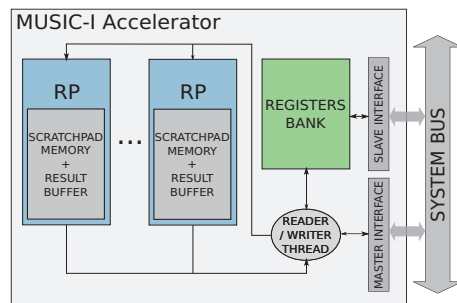 MUSIC-I Accelerator
RP
SCRATCHPAD
MEMORY
+
RESULT
BUFFER
...
RP
SCRATCHPAD
MEMORY
+
RESULT
BUFFER
REGISTERS
BANK
READER
/ WRITER
THREAD
SLAVE INTERFACE
MASTER INTERFACE
SYSTEM BUS